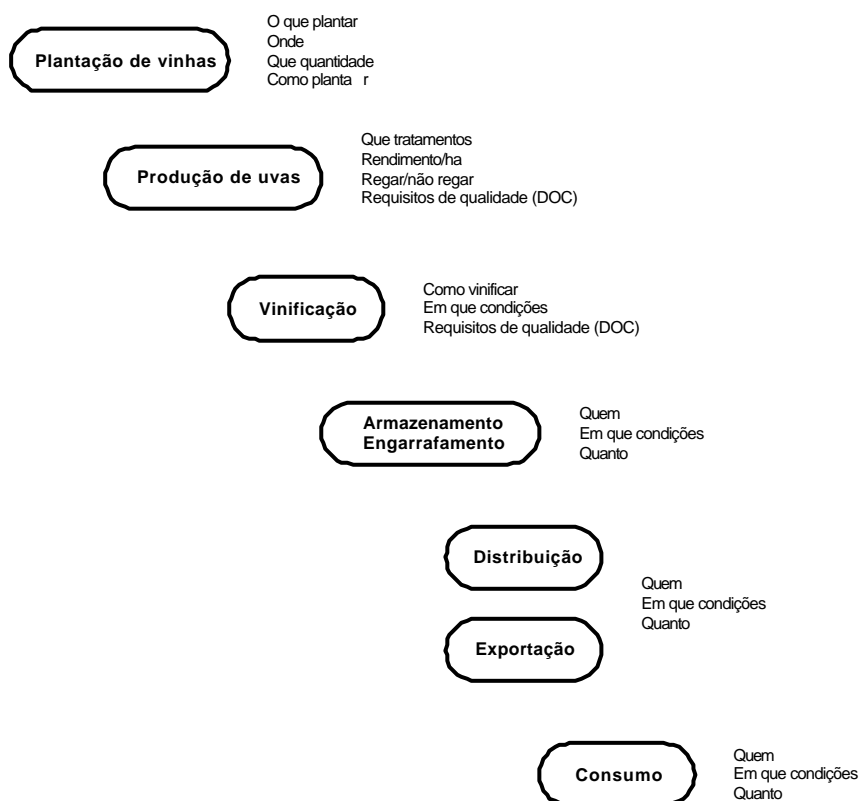 Plantação de vinhas
O que plantar
Onde
Que quantidade
Como planta r
Produção de uvas
Que tratamentos
Rendimento/ha
Regar/não regar
Requisitos de qualidade (DOC)
Vinificação
Como vinificar
Em que condições
Requisitos de qualidade (DOC)
Armazenamento
Engarrafamento
Quem
Em que condições
Quanto
Distribuição
Exportação
Quem
Em que condições
Quanto
Consumo
Quem
Em que condições
Quanto